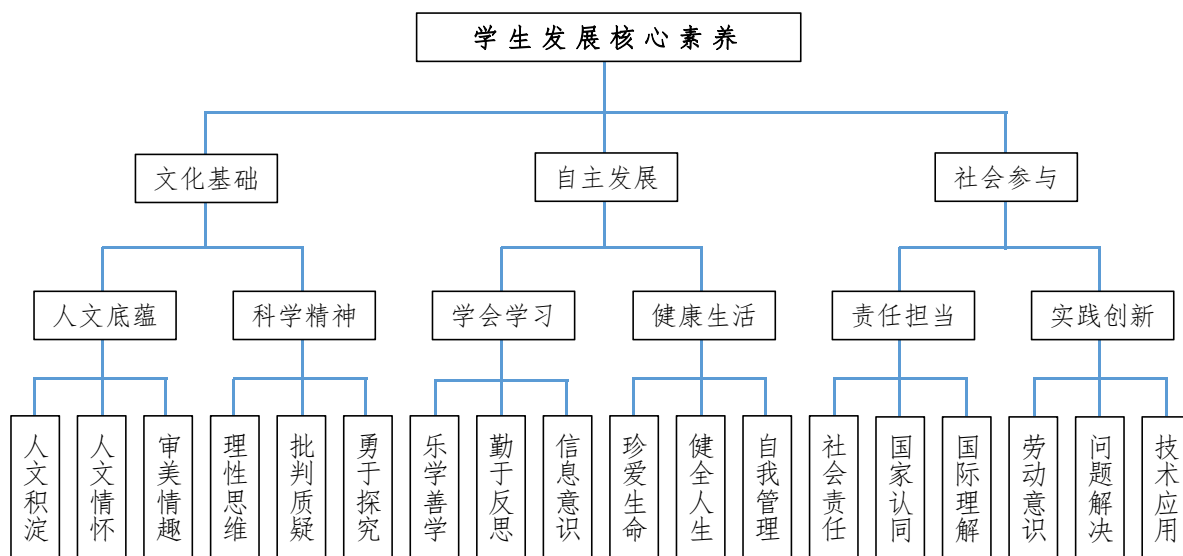 学生发展核心素养
文化基础
自主发展
社会参与
人文底蕴
科学精神
学会学习
健康生活
责任担当
实践创新
人文积淀
人文情怀
审美情趣
理性思维
批判质疑
勇于探究
乐学善学
勤于反思
信息意识
珍爱生命
健全人生
自我管理
社会责任
国家认同
国际理解
劳动意识
问题解决
技术应用